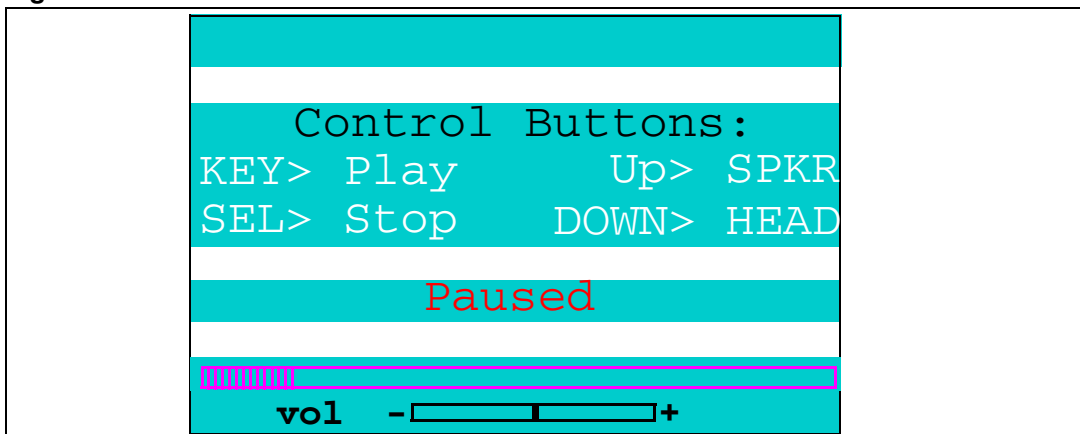 Control Buttons:
KEY> Play Up> SPKR
SEL> Stop DOWN> HEAD
Paused
vol - +